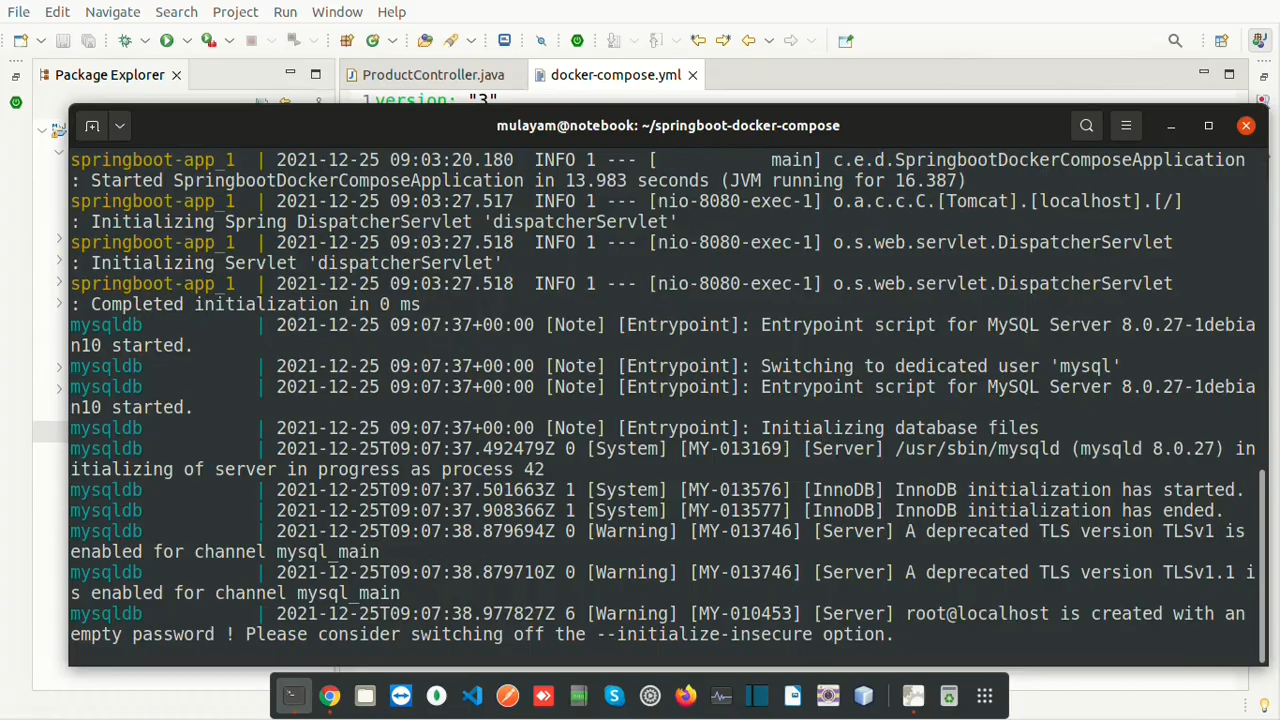 File Edit Navigate Search Project Run Window Help
Package Explorer
ProductController.java
docker-compose.yml
1 version: "3"
mulayam@notebook: ~/springboot-docker-compose
springboot-app_1 | 2021-12-25 09:03:20.180 INFO 1 --- [ main] c.e.d.SpringbootDockerComposeApplication
: Started SpringbootDockerComposeApplication in 13.983 seconds (JVM running for 16.387)
springboot-app_1 | 2021-12-25 09:03:27.517 INFO 1 --- [nio-8080-exec-1] o.a.c.c.C.[Tomcat].[localhost].[/]
: Initializing Spring DispatcherServlet 'dispatcherServlet'
springboot-app_1 | 2021-12-25 09:03:27.518 INFO 1 --- [nio-8080-exec-1] o.s.web.servlet.DispatcherServlet
: Initializing Servlet 'dispatcherServlet'
springboot-app_1 | 2021-12-25 09:03:27.518 INFO 1 --- [nio-8080-exec-1] o.s.web.servlet.DispatcherServlet
: Completed initialization in 0 ms
mysqldb | 2021-12-25 09:07:37+00:00 [Note] [Entrypoint]: Entrypoint script for MySQL Server 8.0.27-1debia
n10 started.
mysqldb | 2021-12-25 09:07:37+00:00 [Note] [Entrypoint]: Switching to dedicated user 'mysql'
mysqldb | 2021-12-25 09:07:37+00:00 [Note] [Entrypoint]: Entrypoint script for MySQL Server 8.0.27-1debia
n10 started.
mysqldb | 2021-12-25 09:07:37+00:00 [Note] [Entrypoint]: Initializing database files
mysqldb | 2021-12-25T09:07:37.492479Z 0 [System] [MY-013169] [Server] /usr/sbin/mysqld (mysqld 8.0.27) in
itializing of server in progress as process 42
mysqldb | 2021-12-25T09:07:37.501663Z 1 [System] [MY-013576] [InnoDB] InnoDB initialization has started.
mysqldb | 2021-12-25T09:07:37.908366Z 1 [System] [MY-013577] [InnoDB] InnoDB initialization has ended.
mysqldb | 2021-12-25T09:07:38.879694Z 0 [Warning] [MY-013746] [Server] A deprecated TLS version TLSv1 is
enabled for channel mysql_main
mysqldb | 2021-12-25T09:07:38.879710Z 0 [Warning] [MY-013746] [Server] A deprecated TLS version TLSv1.1 i
s enabled for channel mysql_main
mysqldb | 2021-12-25T09:07:38.977827Z 6 [Warning] [MY-010453] [Server] root@localhost is created with an
empty password ! Please consider switching off the --initialize-insecure option.